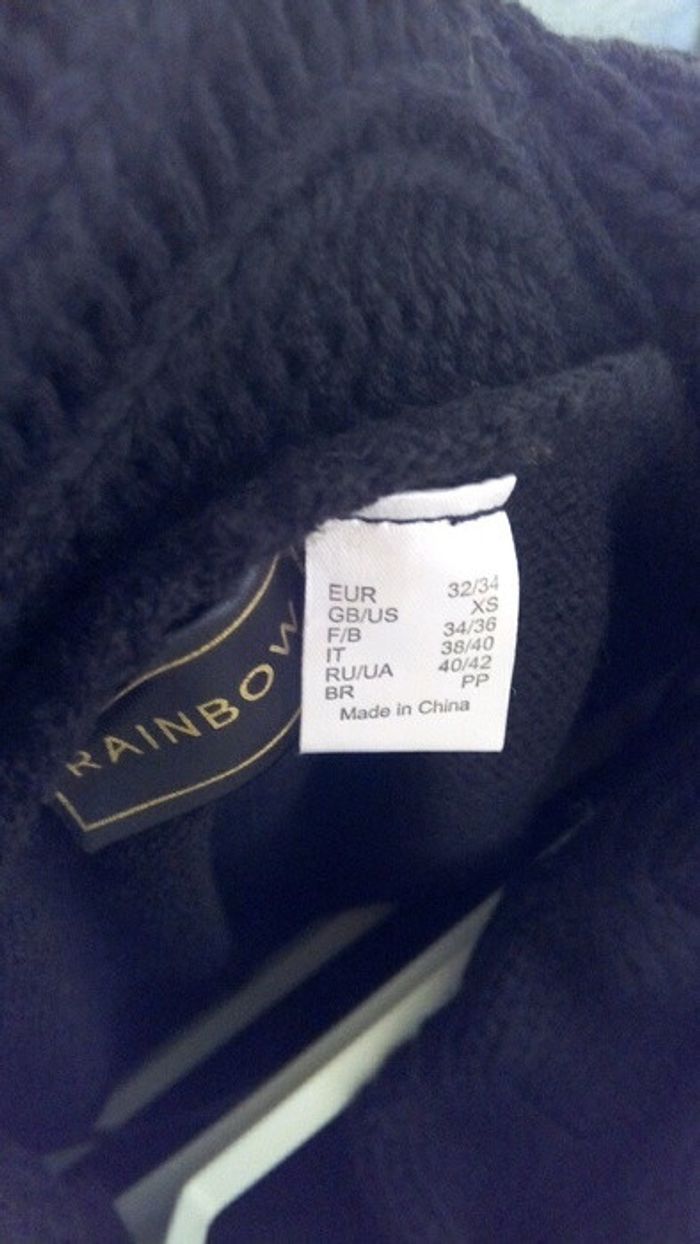 RAINBOW
EUR 32/34
GB/US XS
F/B 34/36
IT 38/40
RU/UA 40/42
BR PP
Made in China